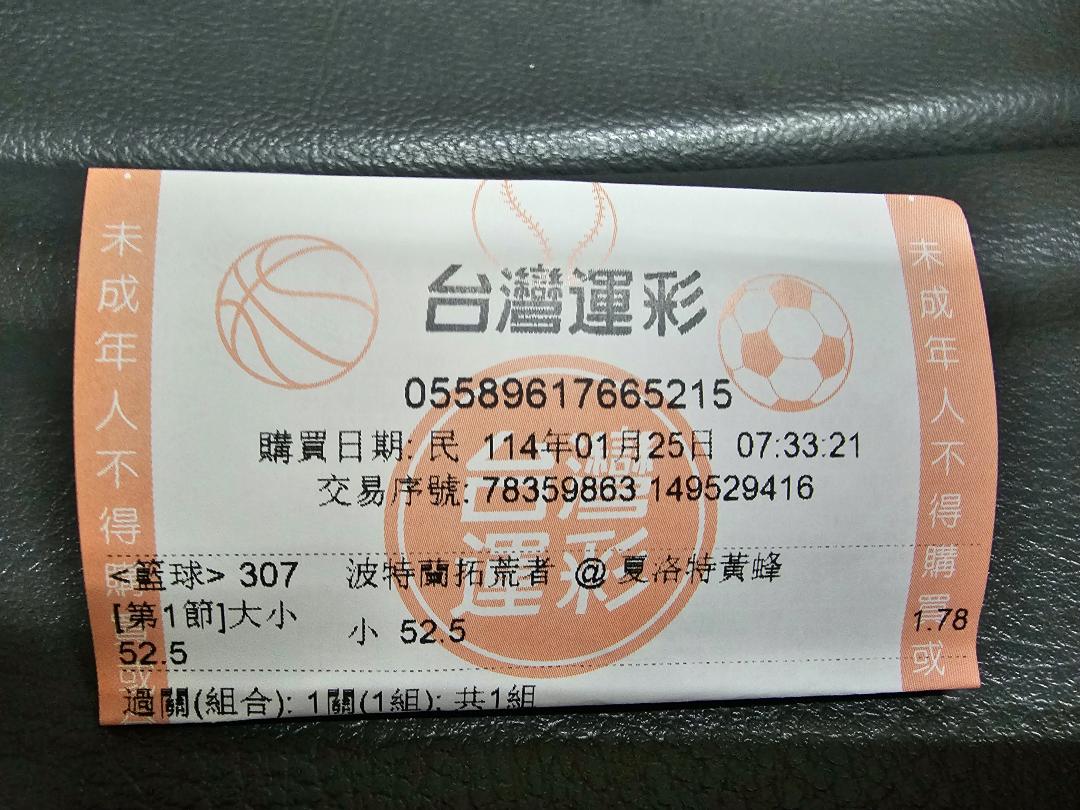 台灣運彩
05589617665215
購買日期: 民 114年01月25日 07:33:21
交易序號: 78359863 149529416
台灣
運彩
<籃球> 307 波特蘭拓荒者 @ 夏洛特黃蜂
[第1節]大小 小 52.5 1.78
52.5
過關(組合): 1關(1組); 共1組
未成年人不得購買或
未成年人不得購買或